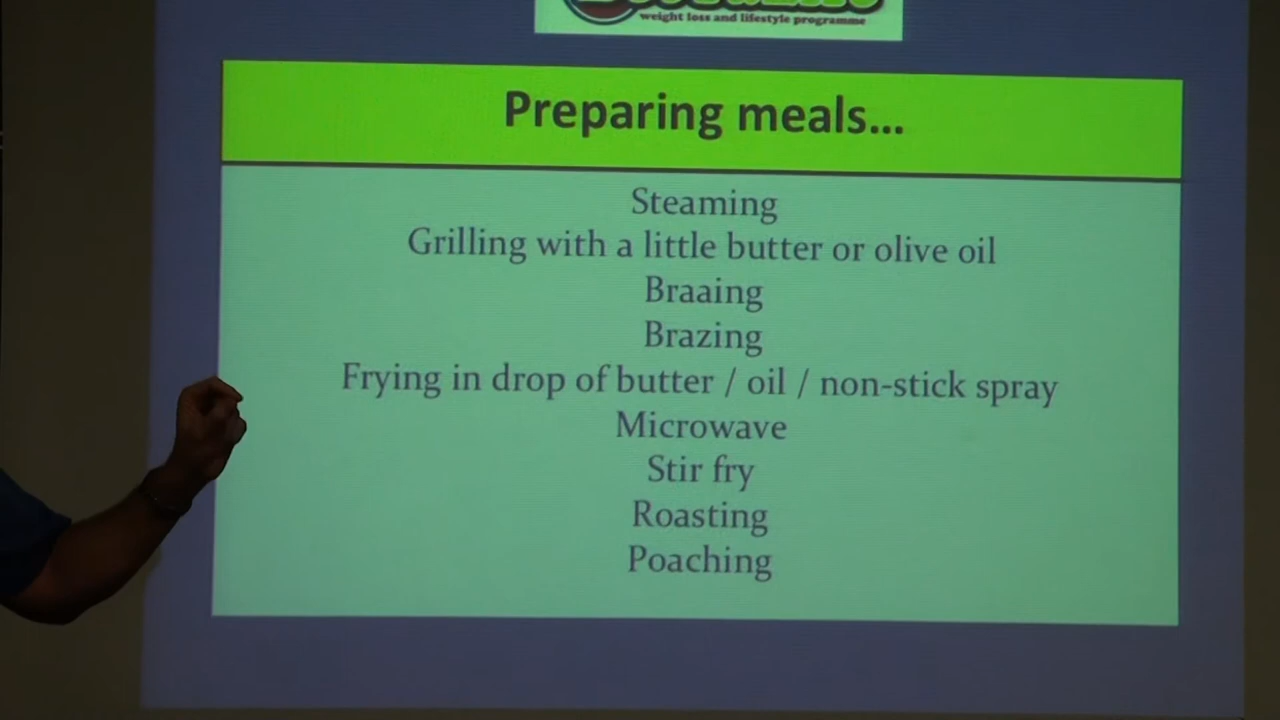 weight loss and lifestyle programme
Preparing meals...
Steaming
Grilling with a little butter or olive oil
Braaing
Brazing
Frying in drop of butter / oil / non-stick spray
Microwave
Stir fry
Roasting
Poaching